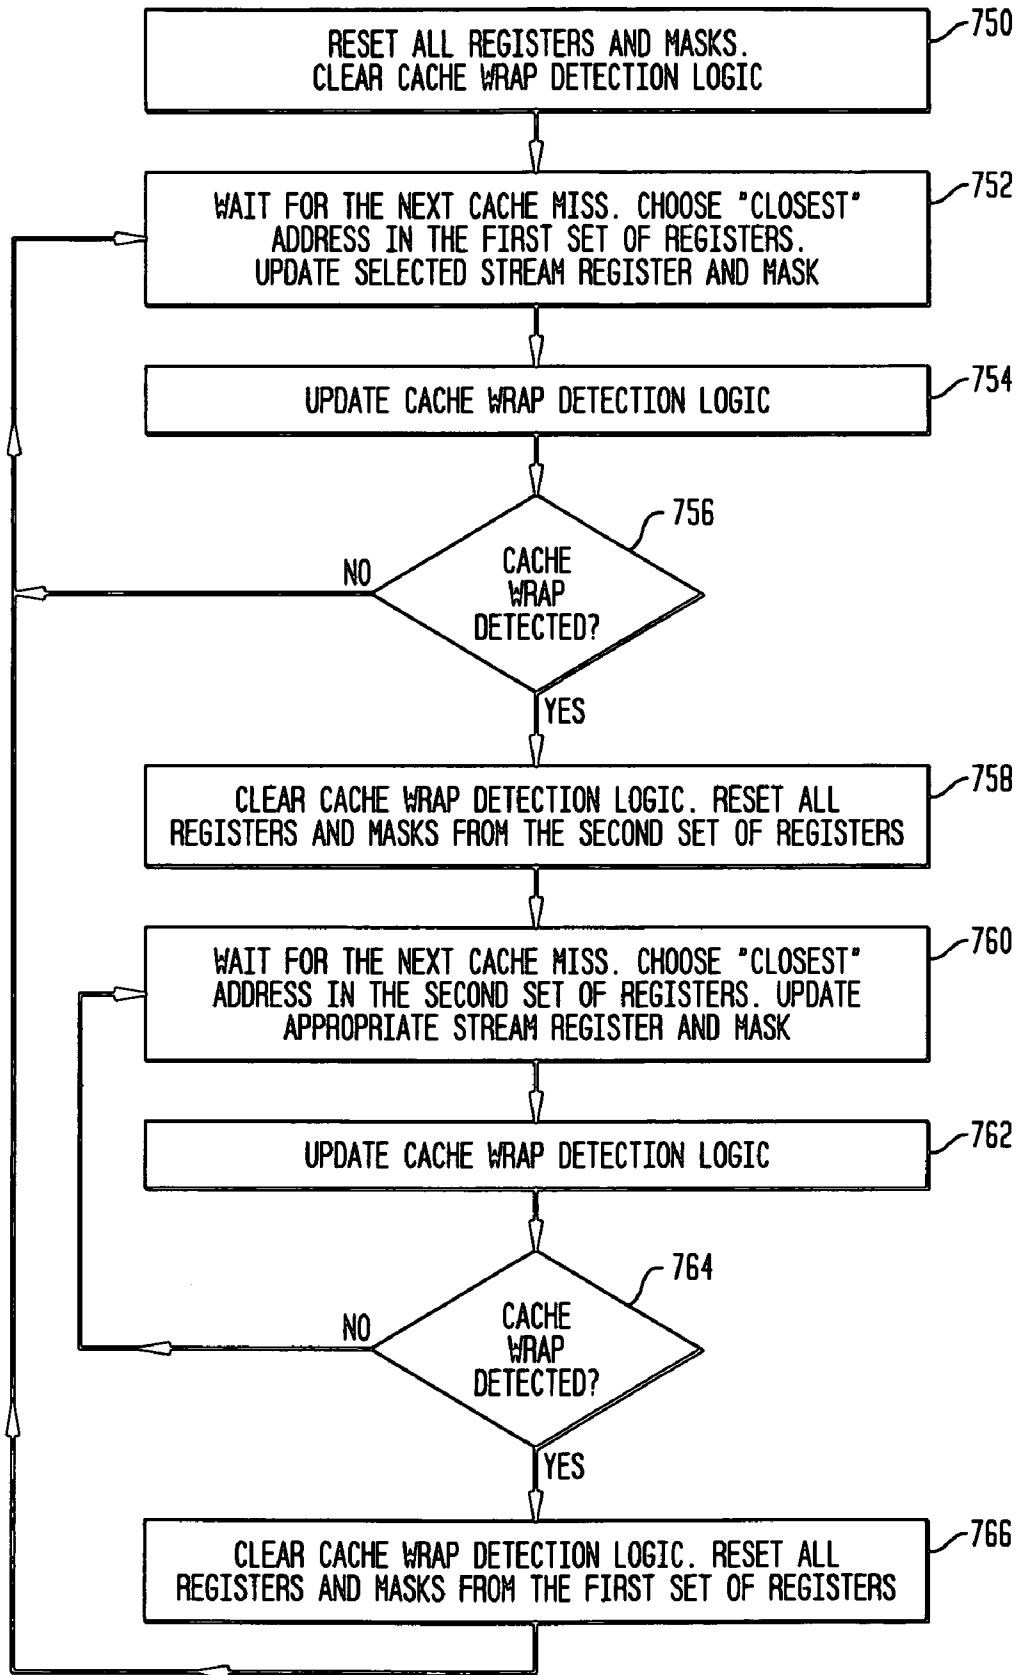 750
RESET ALL REGISTERS AND MASKS.
CLEAR CACHE WRAP DETECTION LOGIC
752
WAIT FOR THE NEXT CACHE MISS. CHOOSE "CLOSEST"
ADDRESS IN THE FIRST SET OF REGISTERS.
UPDATE SELECTED STREAM REGISTER AND MASK
754
UPDATE CACHE WRAP DETECTION LOGIC
756
CACHE
WRAP
DETECTED?
NO
YES
758
CLEAR CACHE WRAP DETECTION LOGIC. RESET ALL
REGISTERS AND MASKS FROM THE SECOND SET OF REGISTERS
760
WAIT FOR THE NEXT CACHE MISS. CHOOSE "CLOSEST"
ADDRESS IN THE SECOND SET OF REGISTERS. UPDATE
APPROPRIATE STREAM REGISTER AND MASK
762
UPDATE CACHE WRAP DETECTION LOGIC
764
CACHE
WRAP
DETECTED?
NO
YES
766
CLEAR CACHE WRAP DETECTION LOGIC. RESET ALL
REGISTERS AND MASKS FROM THE FIRST SET OF REGISTERS